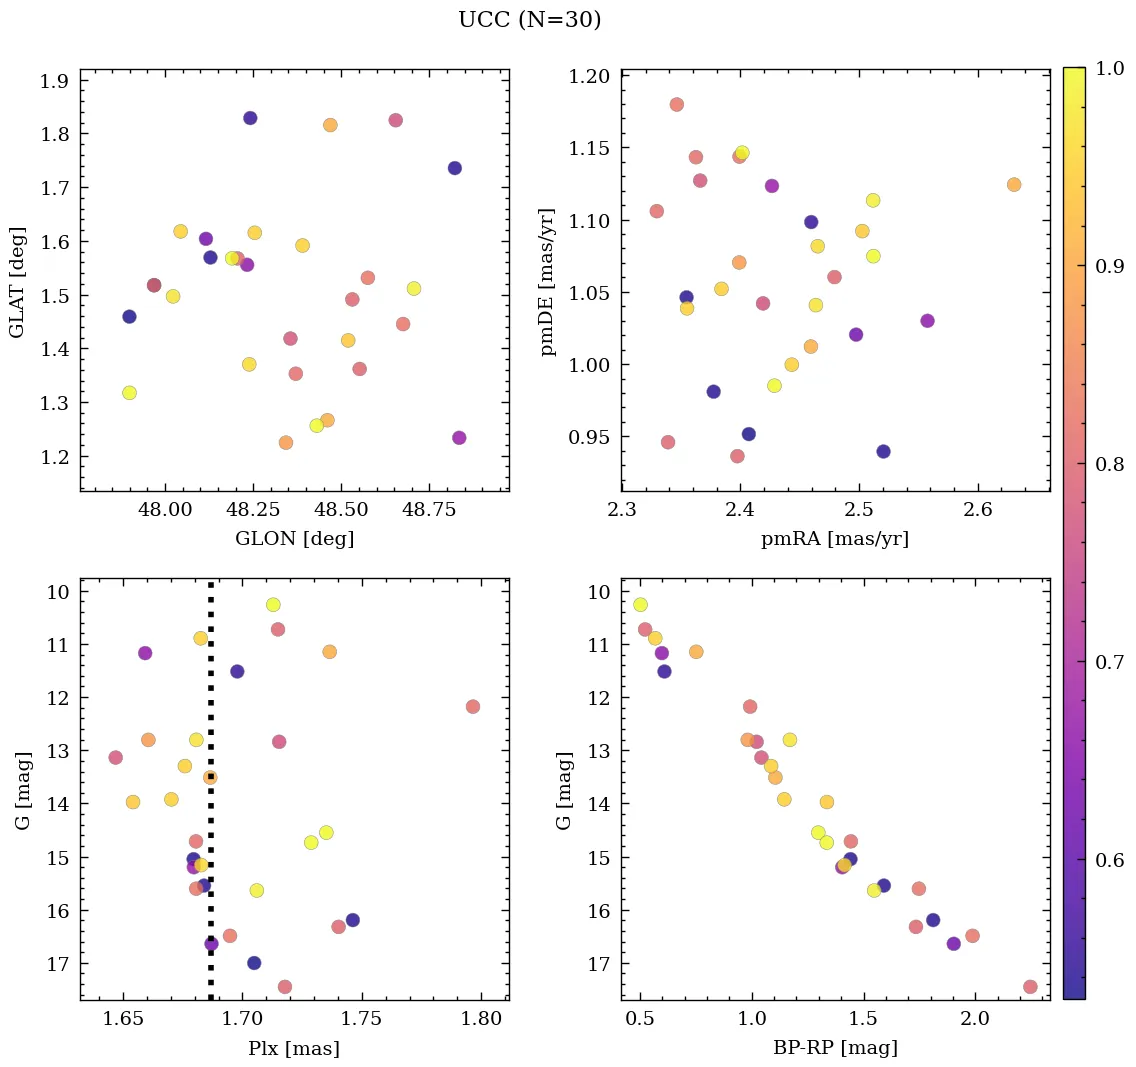 UCC (N=30)
1.9
1.8
1.7
1.6
1.5
1.4
1.3
1.2
GLAT [deg]
48.00 48.25 48.50 48.75
GLON [deg]
1.20
1.15
1.10
1.05
1.00
0.95
pmDE [mas/yr]
2.3 2.4 2.5 2.6
pmRA [mas/yr]
10
11
12
13
14
15
16
17
G [mag]
1.65 1.70 1.75 1.80
Plx [mas]
10
11
12
13
14
15
16
17
G [mag]
0.5 1.0 1.5 2.0
BP-RP [mag]
1.0
0.9
0.8
0.7
0.6